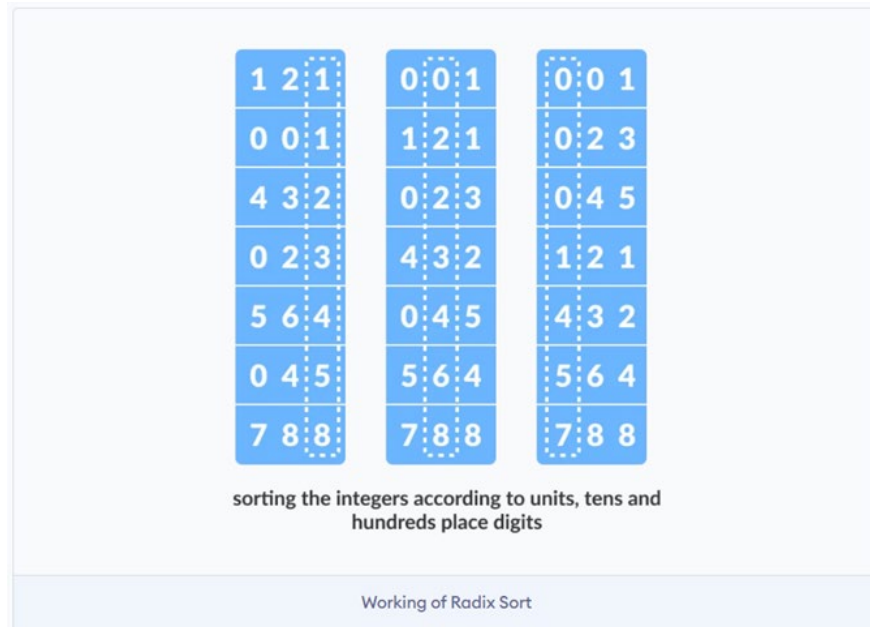 1 2 1 0 0 1 0 0 1
0 0 1 1 2 1 0 2 3
4 3 2 0 2 3 0 4 5
0 2 3 4 3 2 1 2 1
5 6 4 0 4 5 4 3 2
0 4 5 5 6 4 5 6 4
7 8 8 7 8 8 7 8 8
sorting the integers according to units, tens and
hundreds place digits
Working of Radix Sort